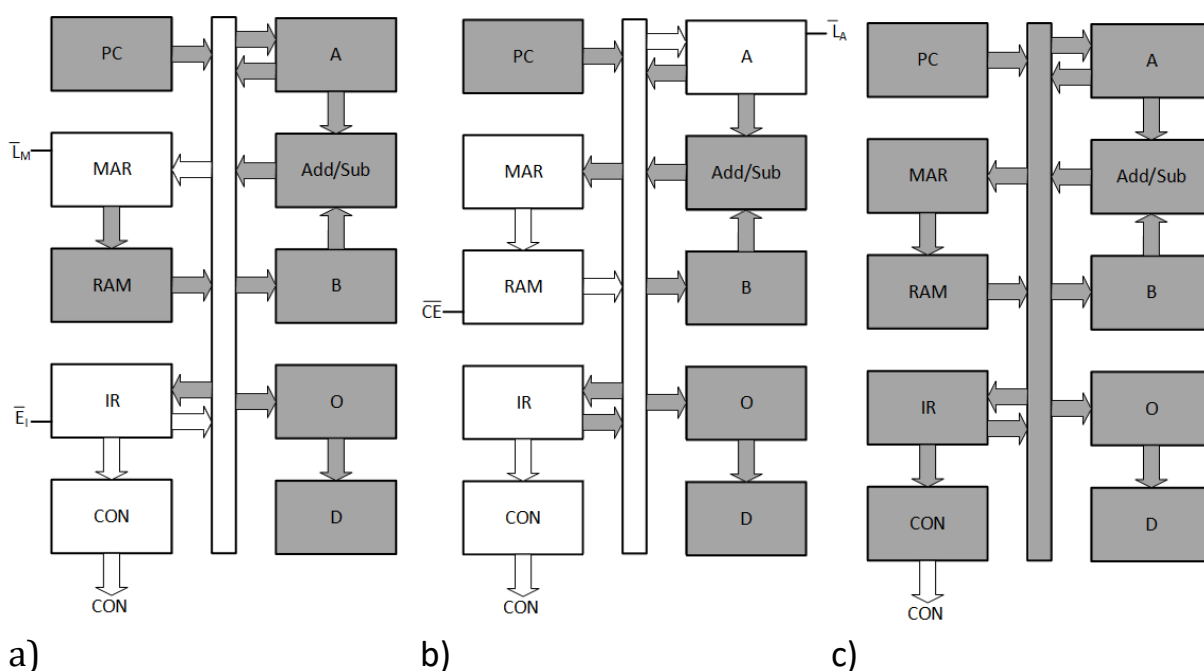 PC
A
L̅M
MAR
Add/Sub
RAM
B
E̅I
IR
O
CON
D
CON
a)
PC
A
L̅A
MAR
Add/Sub
RAM
B
C̅E̅
IR
O
CON
D
CON
b)
PC
A
MAR
Add/Sub
RAM
B
IR
O
CON
D
CON
c)